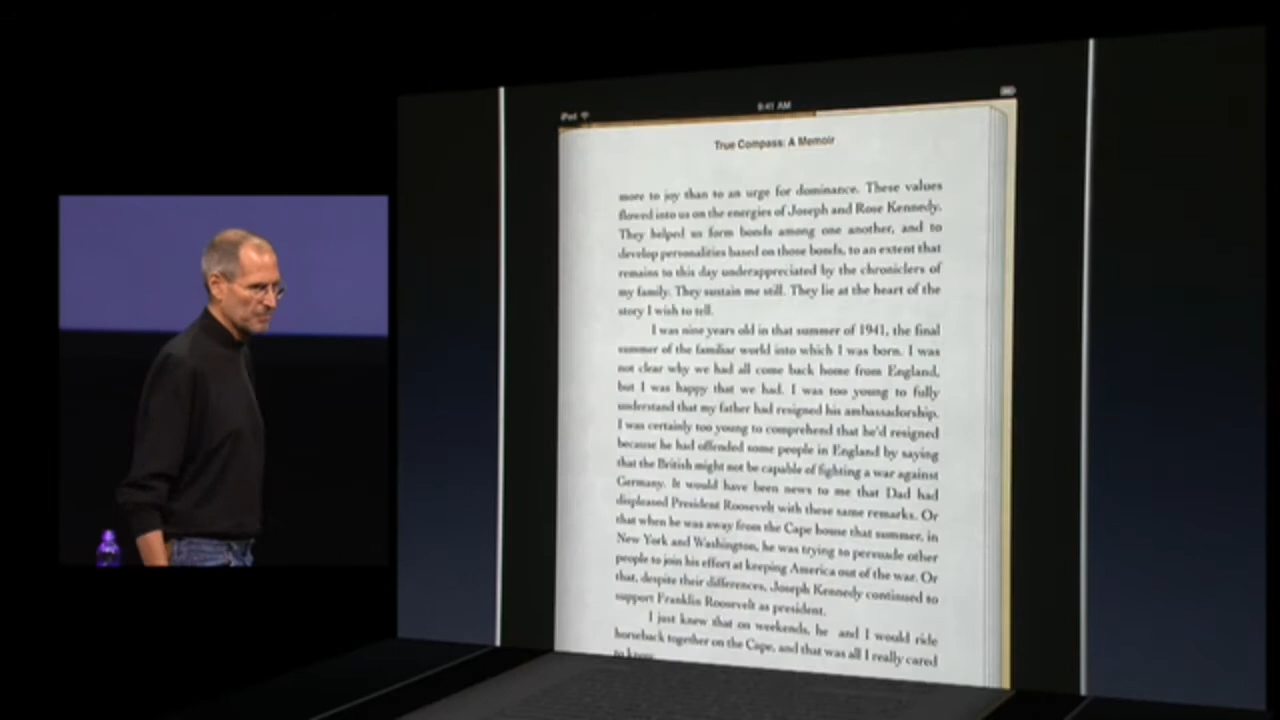 iPad
9:41 AM
True Compass: A Memoir
more to joy than to an urge for dominance. These values
flowed into us on the energies of Joseph and Rose Kennedy.
They helped us form bonds among one another, and to
develop personalities based on those bonds, to an extent that
remains to this day underappreciated by the chroniclers of
my family. They sustain me still. They lie at the heart of the
story I wish to tell.
I was nine years old in that summer of 1941, the final
summer of the familiar world into which I was born. I was
not clear why we had all come back home from England,
but I was happy that we had. I was too young to fully
understand that my father had resigned his ambassadorship.
I was certainly too young to comprehend that he'd resigned
because he had offended some people in England by saying
that the British might not be capable of fighting a war against
Germany. It would have been news to me that Dad had
displeased President Roosevelt with these same remarks. Or
that when he was away from the Cape house that summer, in
New York and Washington, he was trying to persuade other
people to join his effort at keeping America out of the war. Or
that, despite their differences, Joseph Kennedy continued to
support Franklin Roosevelt as president.
I just knew that on weekends, he and I would ride
horseback together on the Cape, and that was all I really cared
to know.